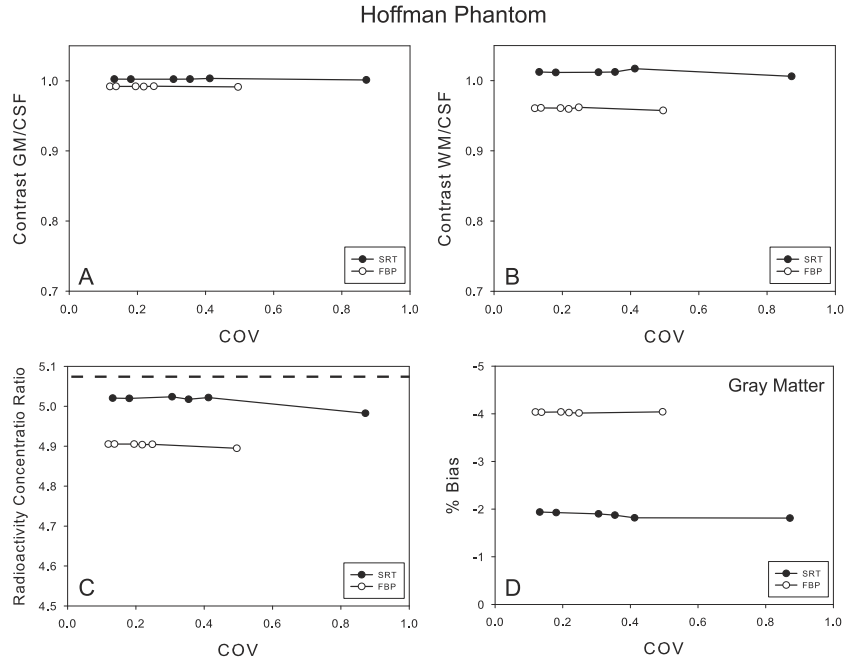 Hoffman Phantom
Contrast GM/CSF
1.0
0.9
0.8
0.7
A
SRT
FBP
0.0 0.2 0.4 0.6 0.8 1.0
COV
Contrast WM/CSF
1.0
0.9
0.8
0.7
B
SRT
FBP
0.0 0.2 0.4 0.6 0.8 1.0
COV
Radioactivity Concentratio Ratio
5.1
5.0
4.9
4.8
4.7
4.6
4.5
C
SRT
FBP
0.0 0.2 0.4 0.6 0.8 1.0
COV
% Bias
-5
-4
-3
-2
-1
0
Gray Matter
D
SRT
FBP
0.0 0.2 0.4 0.6 0.8 1.0
COV